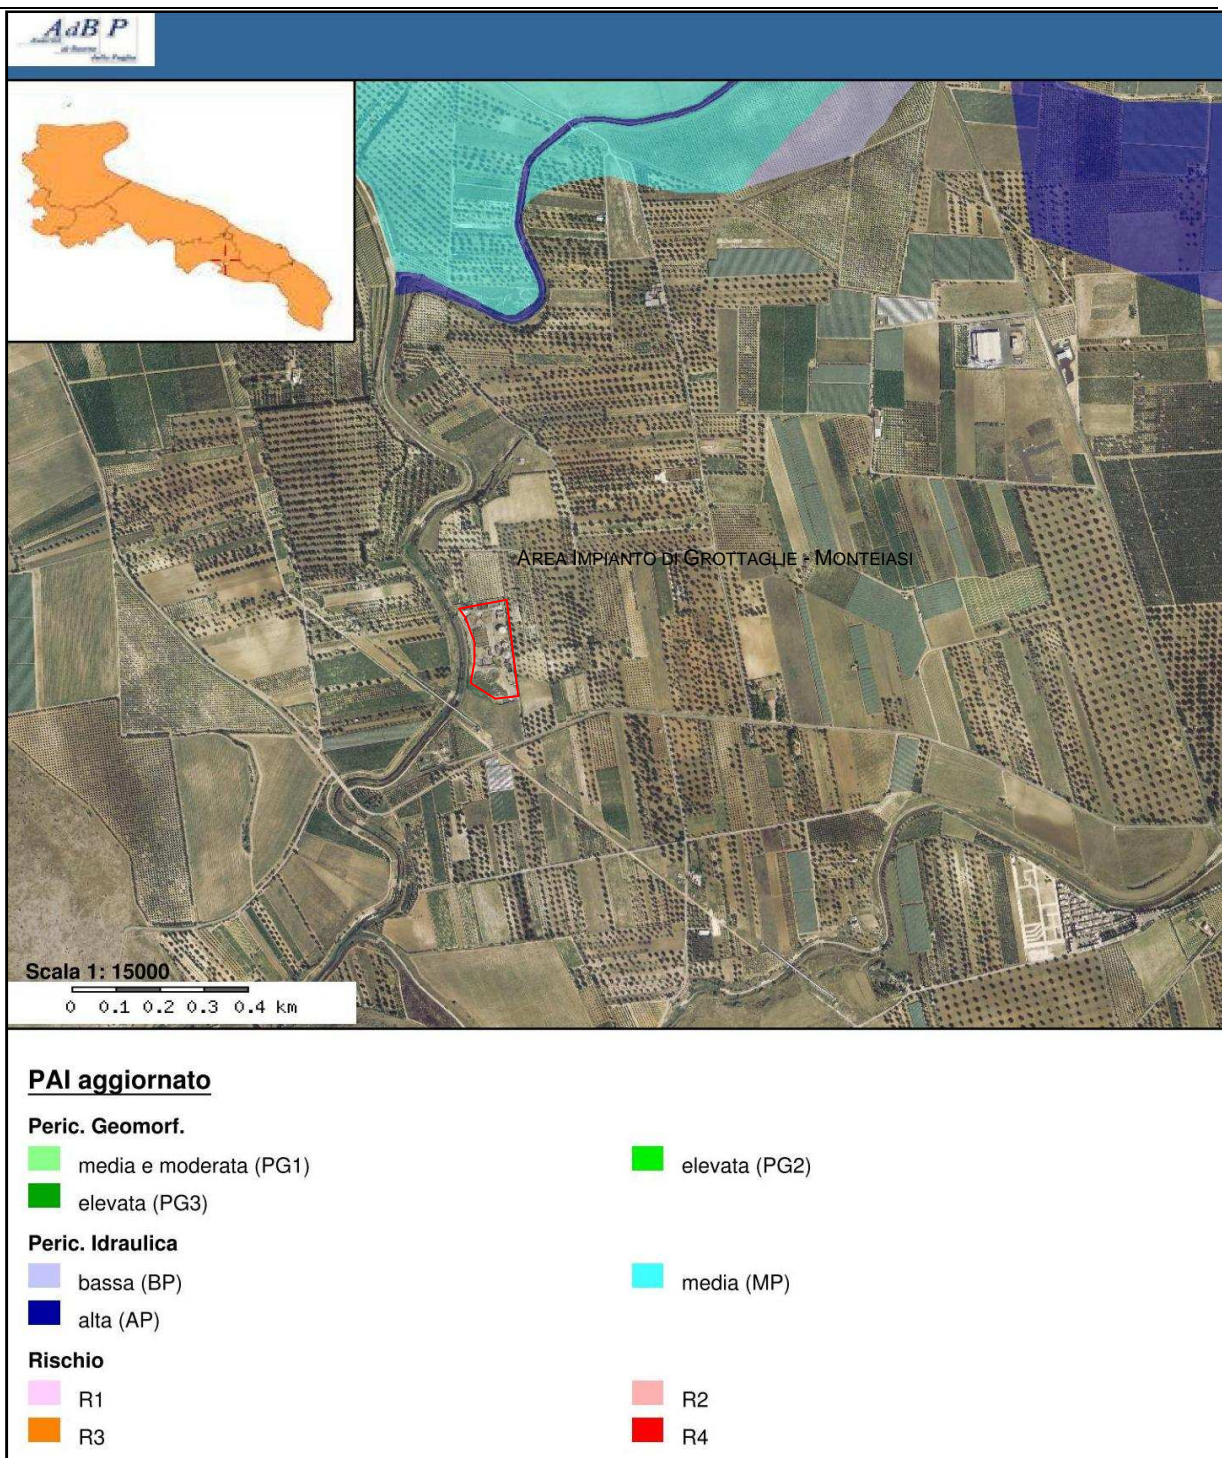 AdB P
AREA IMPIANTO DI GROTTAGLIE - MONTEIASI
Scala 1: 15000
0 0.1 0.2 0.3 0.4 km
PAI aggiornato
Peric. Geomorf.
media e moderata (PG1)
elevata (PG2)
elevata (PG3)
Peric. Idraulica
bassa (BP)
media (MP)
alta (AP)
Rischio
R1
R2
R3
R4